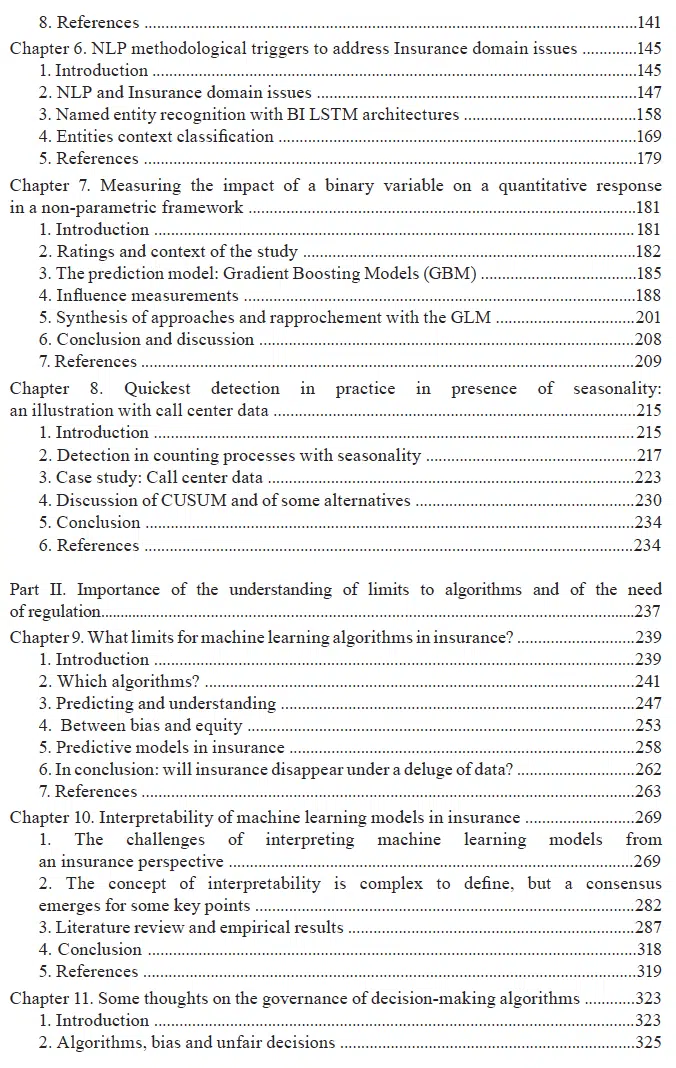 8. References ....................141
Chapter 6. NLP methodological triggers to address Insurance domain issues ....................145
1. Introduction ....................145
2. NLP and Insurance domain issues ....................147
3. Named entity recognition with BI LSTM architectures ....................158
4. Entities context classification ....................169
5. References ....................179
Chapter 7. Measuring the impact of a binary variable on a quantitative response
in a non-parametric framework ....................181
1. Introduction ....................181
2. Ratings and context of the study ....................182
3. The prediction model: Gradient Boosting Models (GBM) ....................185
4. Influence measurements ....................188
5. Synthesis of approaches and rapprochement with the GLM ....................201
6. Conclusion and discussion ....................208
7. References ....................209
Chapter 8. Quickest detection in practice in presence of seasonality:
an illustration with call center data ....................215
1. Introduction ....................215
2. Detection in counting processes with seasonality ....................217
3. Case study: Call center data ....................223
4. Discussion of CUSUM and of some alternatives ....................230
5. Conclusion ....................234
6. References ....................234
Part II. Importance of the understanding of limits to algorithms and of the need
of regulation....................237
Chapter 9. What limits for machine learning algorithms in insurance? ....................239
1. Introduction ....................239
2. Which algorithms? ....................241
3. Predicting and understanding ....................247
4. Between bias and equity ....................253
5. Predictive models in insurance ....................258
6. In conclusion: will insurance disappear under a deluge of data? ....................262
7. References ....................263
Chapter 10. Interpretability of machine learning models in insurance ....................269
1. The challenges of interpreting machine learning models from
an insurance perspective ....................269
2. The concept of interpretability is complex to define, but a consensus
emerges for some key points ....................282
3. Literature review and empirical results ....................287
4. Conclusion ....................318
5. References ....................319
Chapter 11. Some thoughts on the governance of decision-making algorithms ....................323
1. Introduction ....................323
2. Algorithms, bias and unfair decisions ....................325